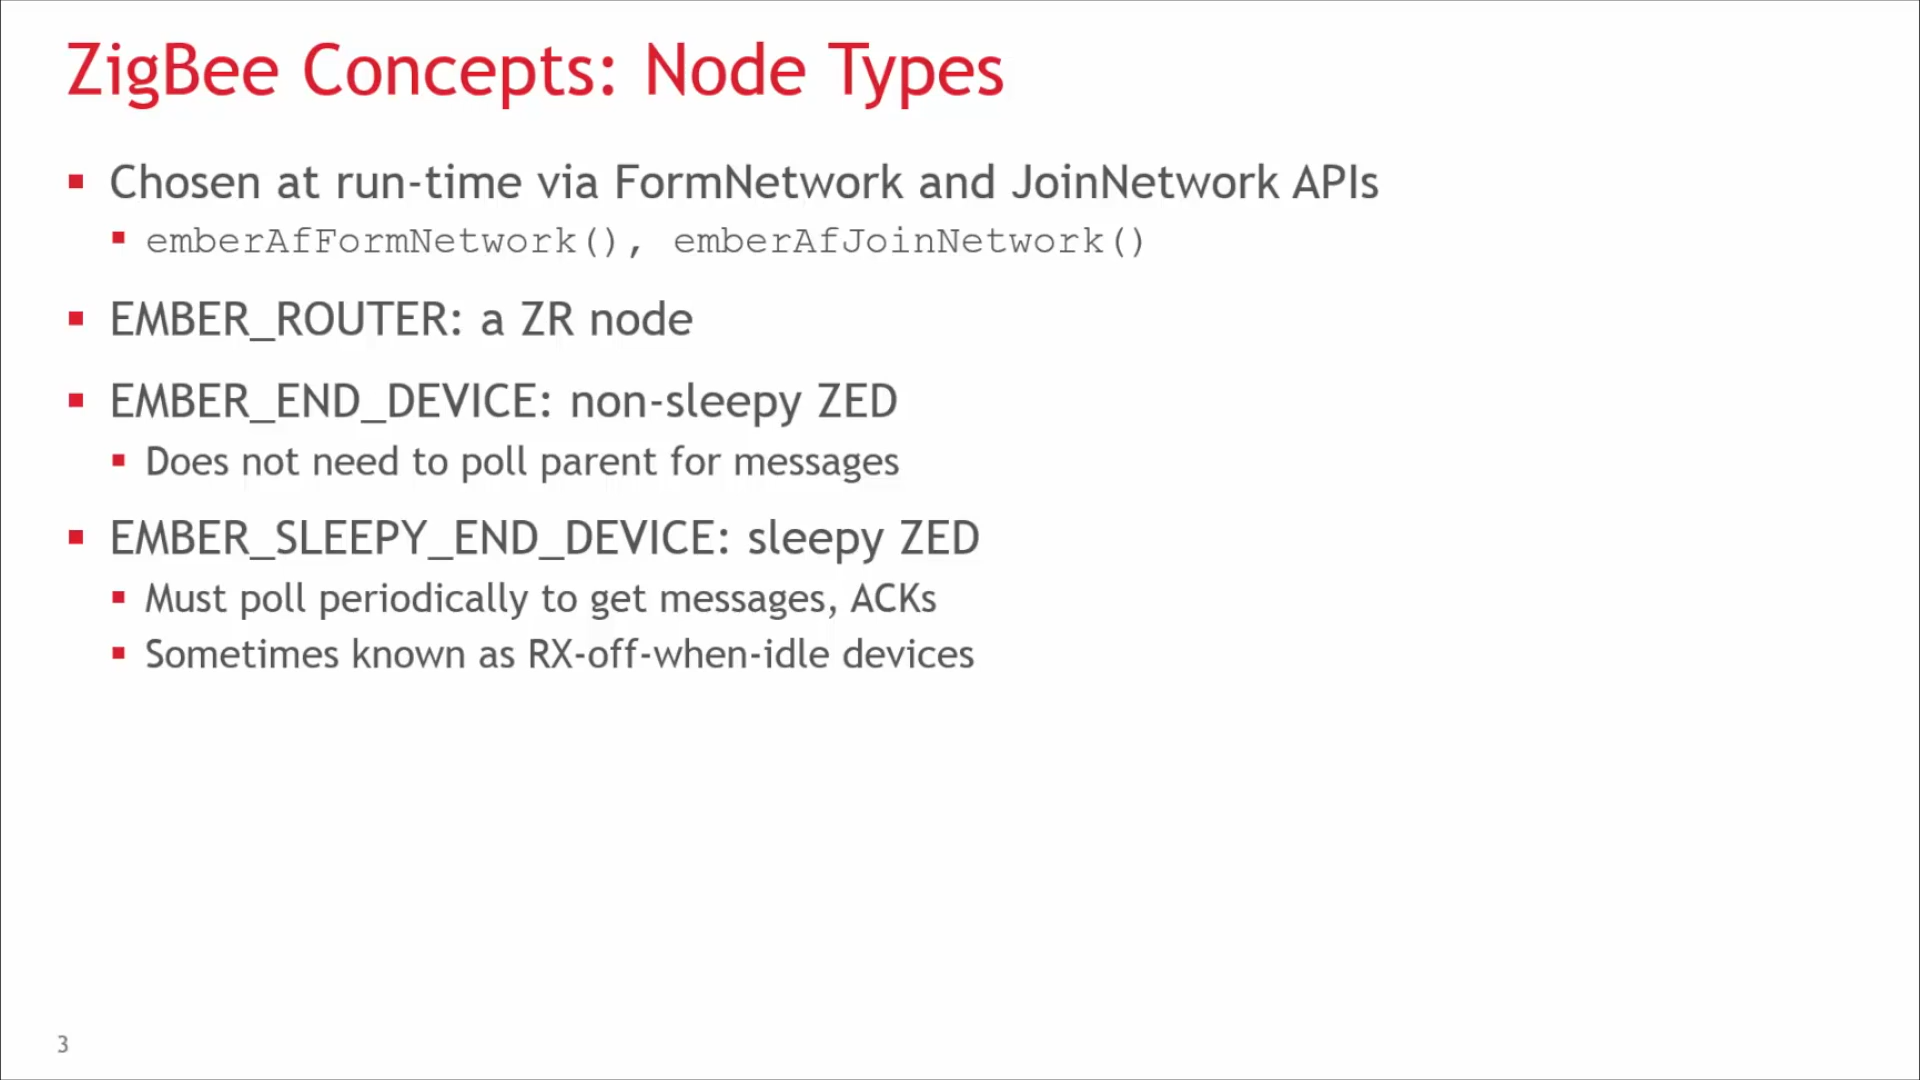 ZigBee Concepts: Node Types
▪ Chosen at run-time via FormNetwork and JoinNetwork APIs
▪ emberAfFormNetwork(), emberAfJoinNetwork()
▪ EMBER_ROUTER: a ZR node
▪ EMBER_END_DEVICE: non-sleepy ZED
▪ Does not need to poll parent for messages
▪ EMBER_SLEEPY_END_DEVICE: sleepy ZED
▪ Must poll periodically to get messages, ACKs
▪ Sometimes known as RX-off-when-idle devices
3